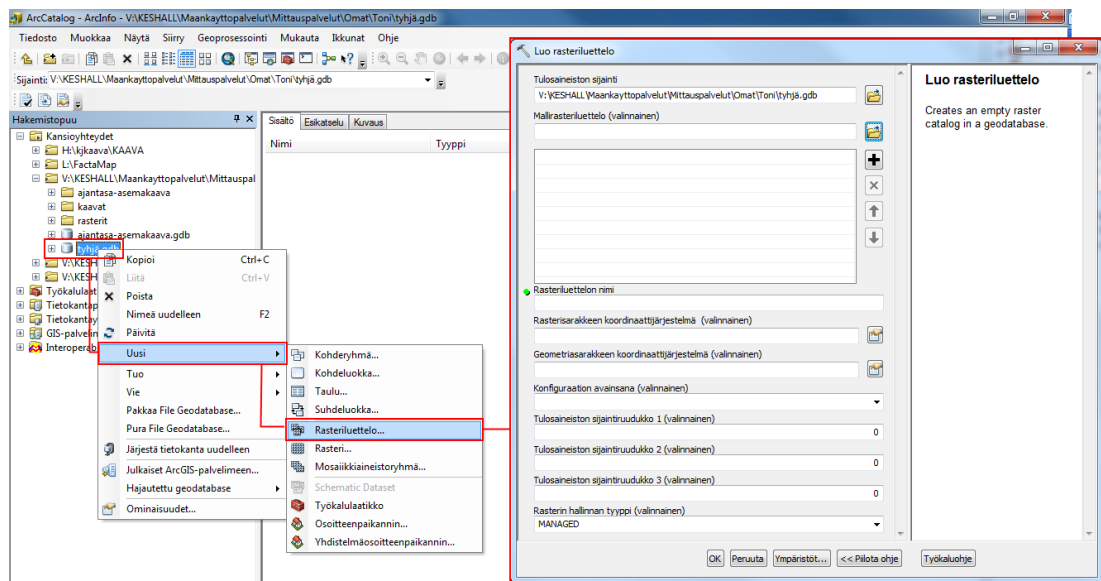 ArcCatalog - ArcInfo - V:\KESHALL\Maankayttopalvelut\Mittauspalvelut\Omat\Toni\tyhjä.gdb
Tiedosto Muokkaa Näytä Siirry Geoprosessointi Mukauta Ikkunat Ohje
Sijainti: V:\KESHALL\Maankayttopalvelut\Mittauspalvelut\Omat\Toni\tyhjä.gdb
Hakemistopuu
Kansioyhteydet
H:\kjkaava\KAAVA
L:\FactaMap
V:\KESHALL\Maankayttopalvelut\Mittauspal
ajantasa-asemakaava
kaavat
rasterit
ajantasa-asemakaava.gdb
tyhjä.gdb
V:\KESH
V:\KESH
Työkalulaat
Tietokantap
Tietokantay
GIS-palvelin
Interoperab
Sisältö Esikatselu Kuvaus
Nimi Tyyppi
Kopioi Ctrl+C
Liitä Ctrl+V
Poista
Nimeä uudelleen F2
Päivitä
Uusi
Tuo
Vie
Pakkaa File Geodatabase...
Pura File Geodatabase...
Järjestä tietokanta uudelleen
Julkaiset ArcGIS-palvelimeen...
Hajautettu geodatabase
Ominaisuudet...
Kohderyhmä...
Kohdeluokka...
Taulu...
Suhdeluokka...
Rasteriluettelo...
Rasteri...
Mosaiikkiaineistoryhmä...
Schematic Dataset
Työkalulaatikko
Osoitteenpaikannin...
Yhdistelmäosoitteenpaikannin...
Luo rasteriluettelo
Tulosaineiston sijainti
V:\KESHALL\Maankayttopalvelut\Mittauspalvelut\Omat\Toni\tyhjä.gdb
Mallirasteriluettelo (valinnainen)
Rasteriluettelon nimi
Rasterisarakkeen koordinaattijärjestelmä (valinnainen)
Geometriasarakkeen koordinaattijärjestelmä (valinnainen)
Konfiguraation avainsana (valinnainen)
Tulosaineiston sijaintiruudukko 1 (valinnainen)
0
Tulosaineiston sijaintiruudukko 2 (valinnainen)
0
Tulosaineiston sijaintiruudukko 3 (valinnainen)
0
Rasterin hallinnan tyyppi (valinnainen)
MANAGED
OK Peruuta Ympäristöt... << Piilota ohje Työkaluohje
Luo rasteriluettelo
Creates an empty raster
catalog in a geodatabase.